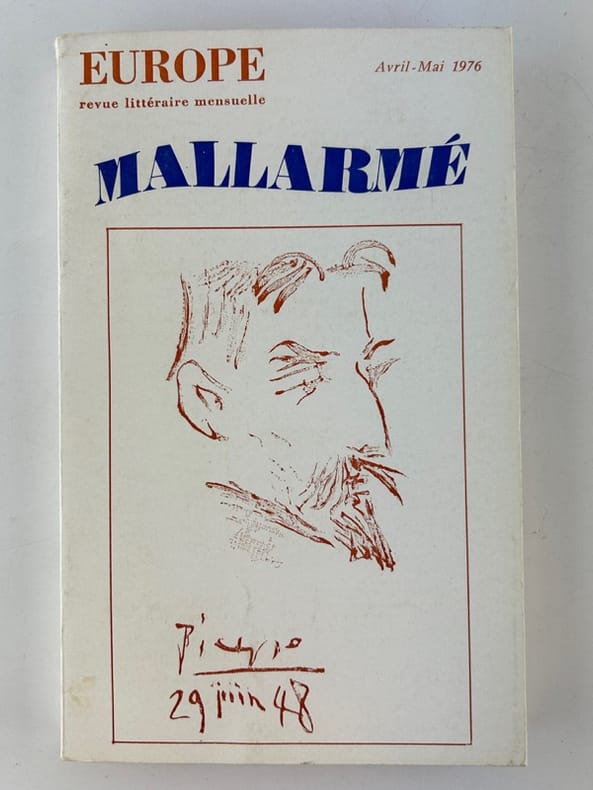 EUROPE
Avril-Mai 1976
revue littéraire mensuelle
MALLARMÉ
Picasso
29 juin 48